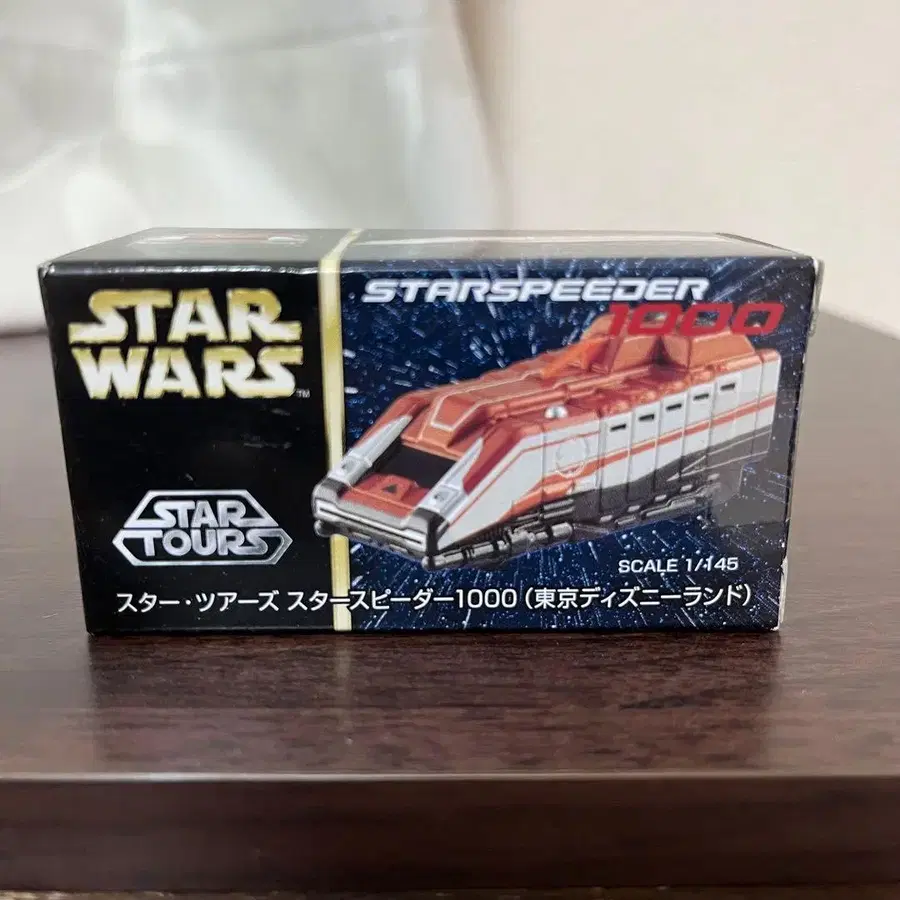 STAR
WARS
TM
STARSPEEDER
1000
STAR
TOURS
SCALE 1/145
スター・ツアーズ スタースピーダー1000（東京ディズニーランド）